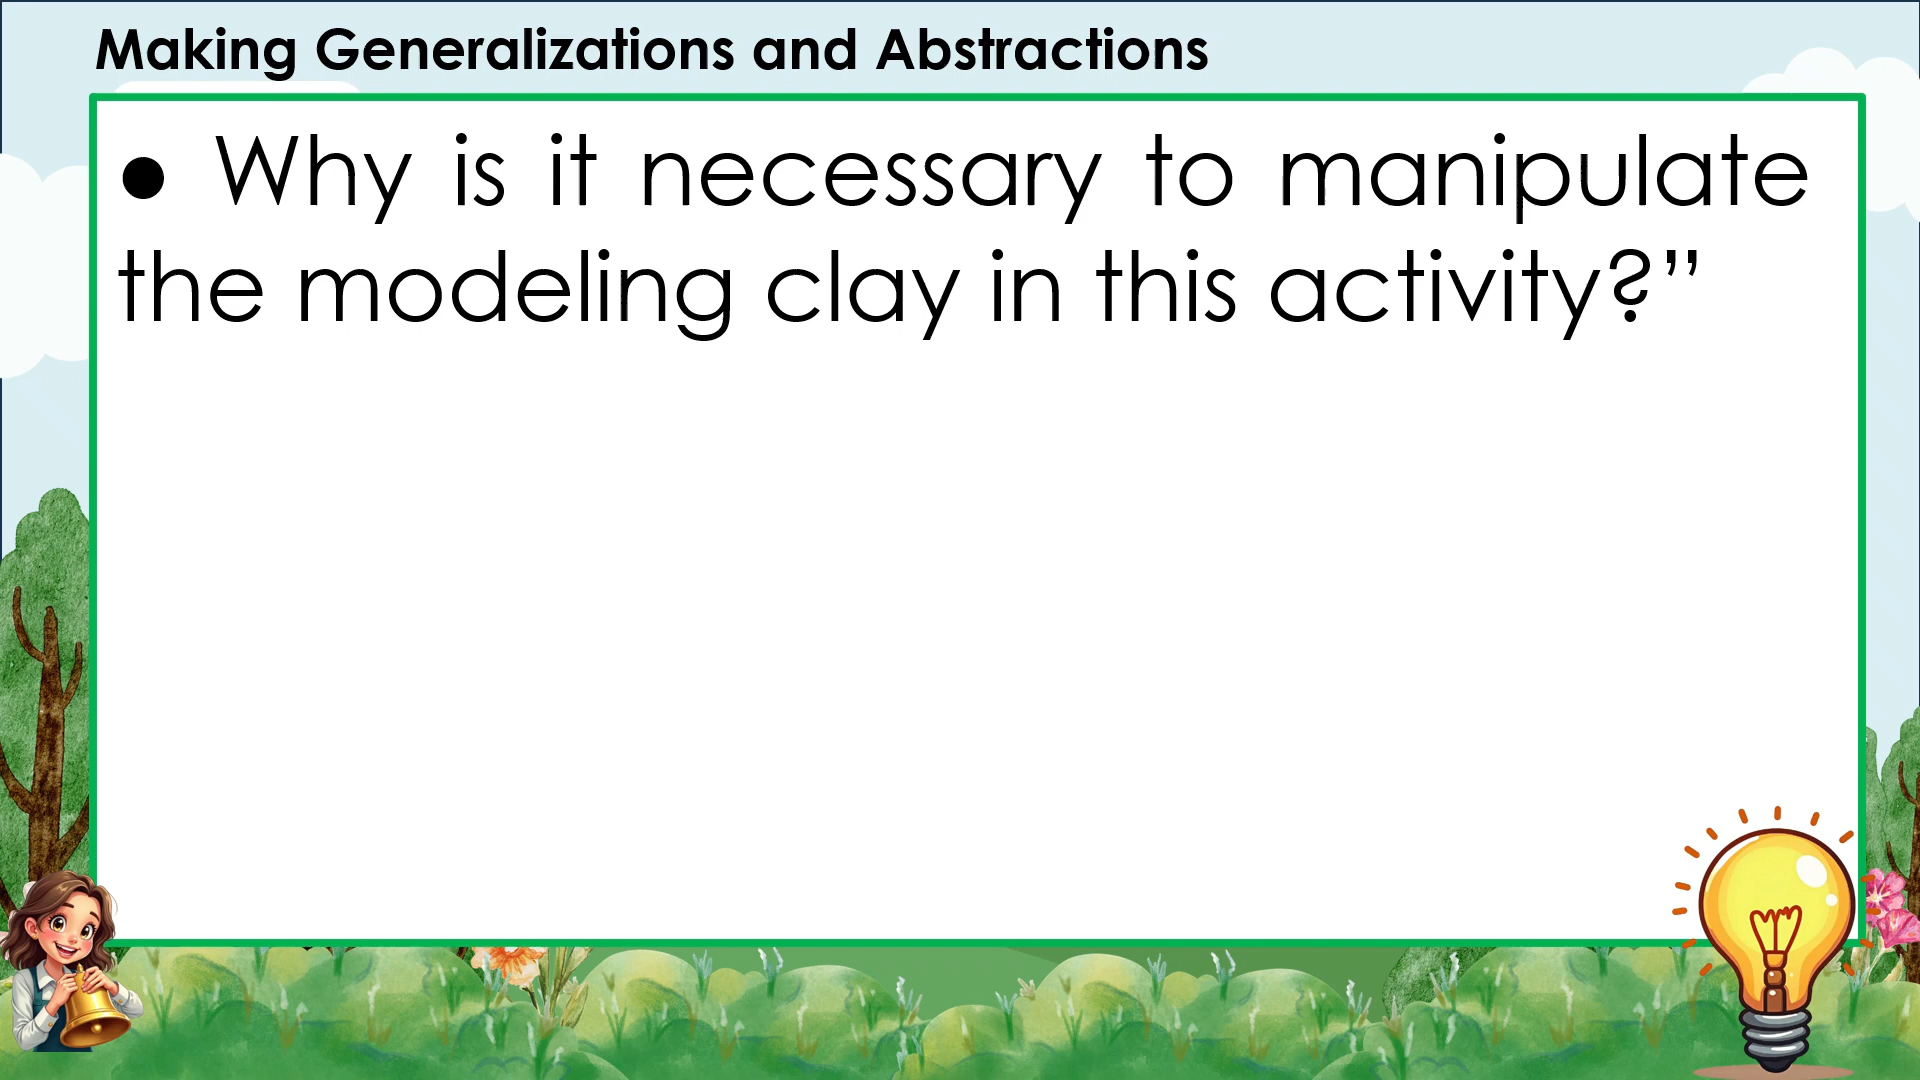 Making Generalizations and Abstractions
● Why is it necessary to manipulate
the modeling clay in this activity?”